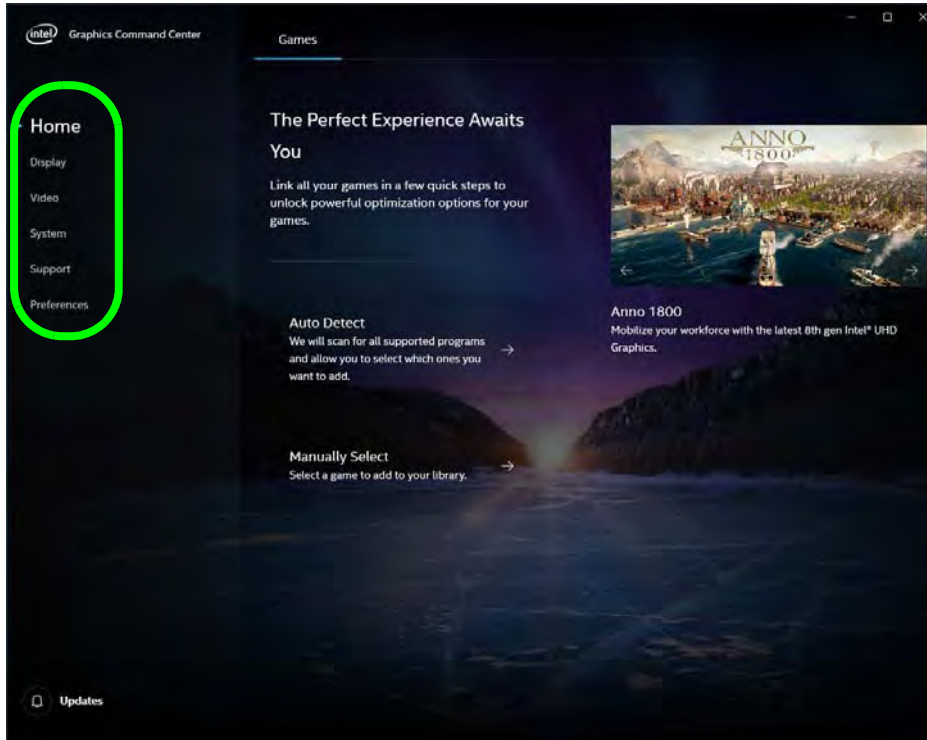 intel Graphics Command Center
Games
Home
Display
Video
System
Support
Preferences
The Perfect Experience Awaits
You
Link all your games in a few quick steps to
unlock powerful optimization options for your
games.
Auto Detect
We will scan for all supported programs
and allow you to select which ones you
want to add.
Manually Select
Select a game to add to your library.
ANNO
1800
Anno 1800
Mobilize your workforce with the latest 8th gen Intel® UHD
Graphics.
Updates